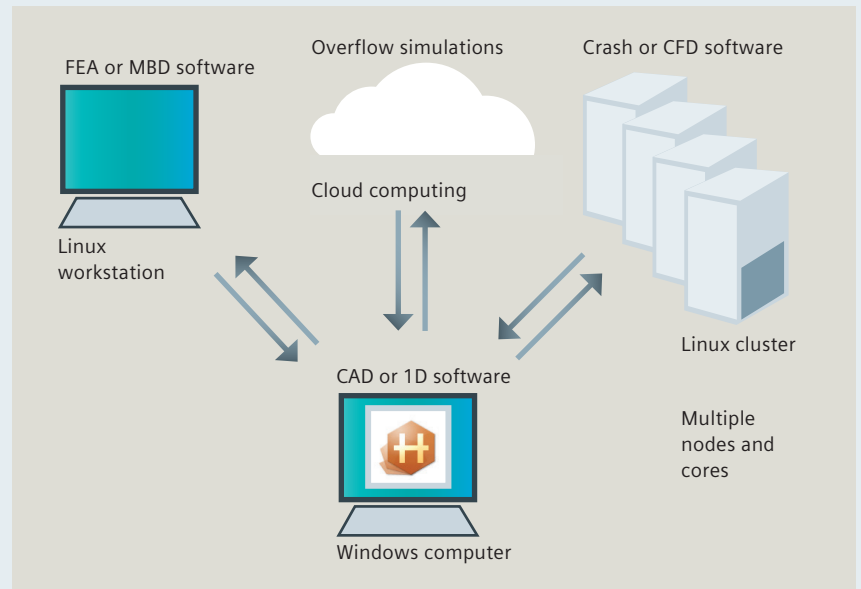 FEA or MBD software
Linux
workstation
Overflow simulations
Cloud computing
Crash or CFD software
Linux cluster
Multiple
nodes and
cores
CAD or 1D software
H
Windows computer